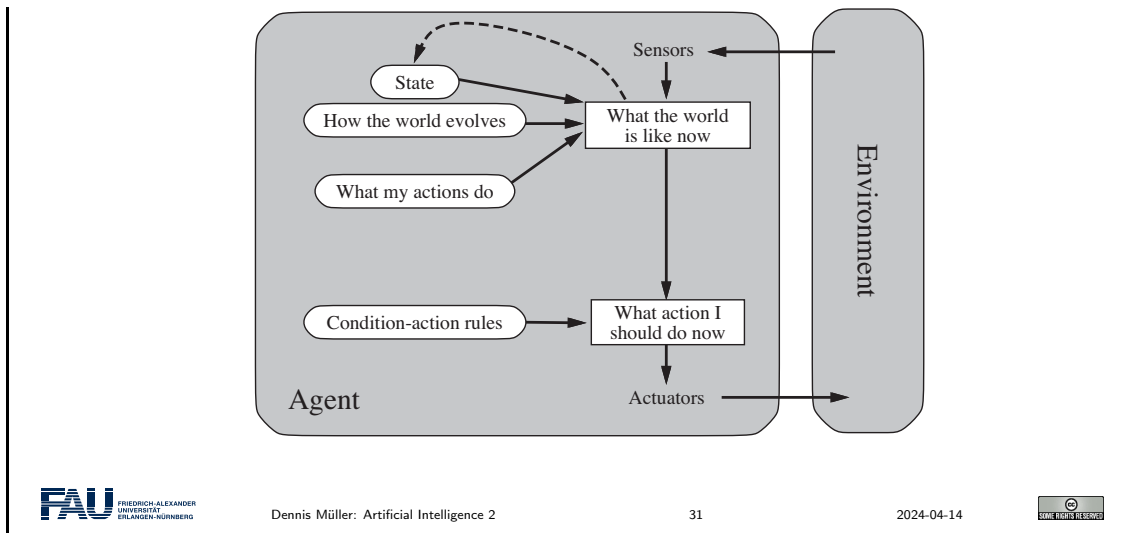 Sensors
State
What the world
is like now
How the world evolves
What my actions do
Environment
What action I
should do now
Condition-action rules
Agent
Actuators
FAU
FRIEDRICH-ALEXANDER
UNIVERSITÄT
ERLANGEN-NÜRNBERG
Dennis Müller: Artificial Intelligence 2
31
2024-04-14
cc
SOME RIGHTS RESERVED